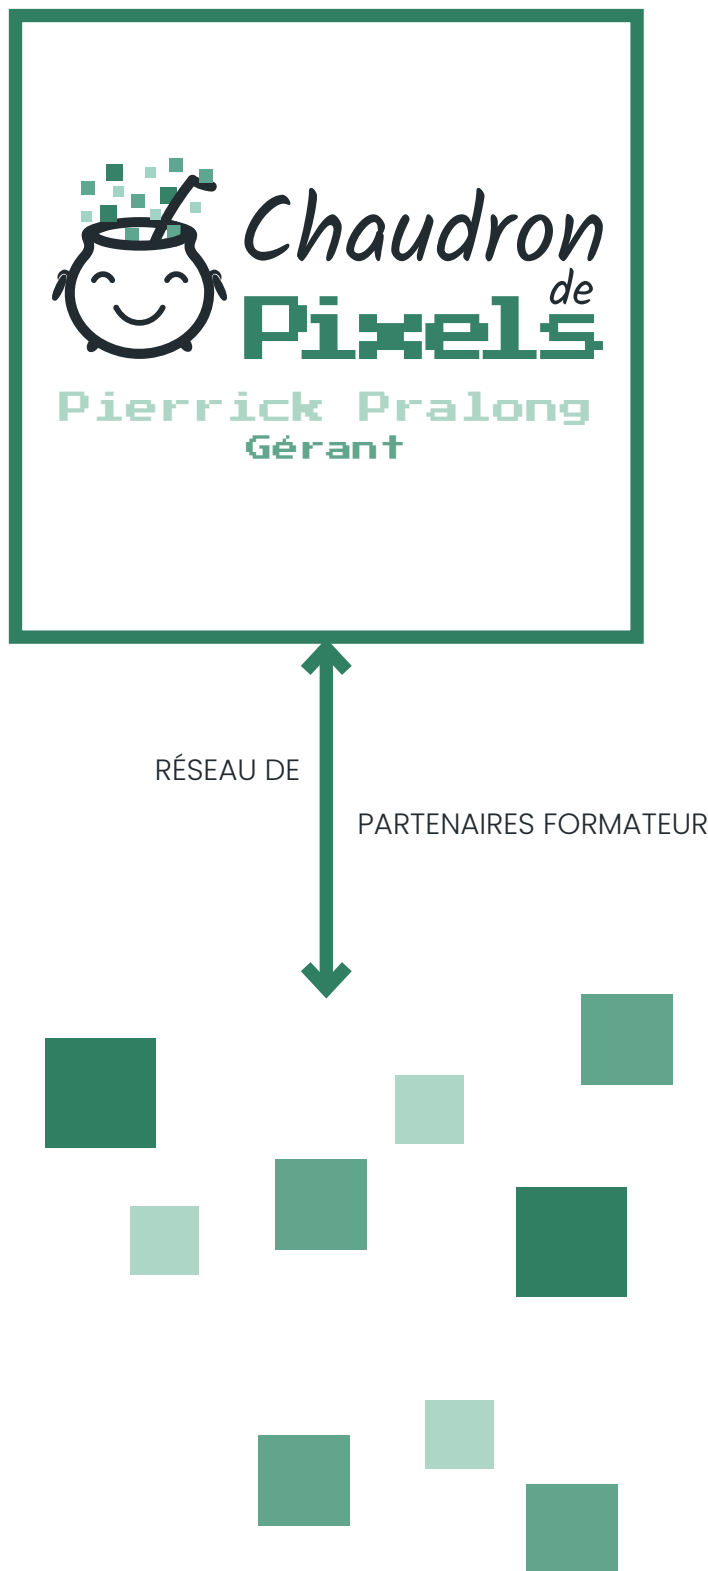 Chaudron
de
Pixels
Pierrick Pralong
Gérant
RÉSEAU DE
PARTENAIRES FORMATEUR